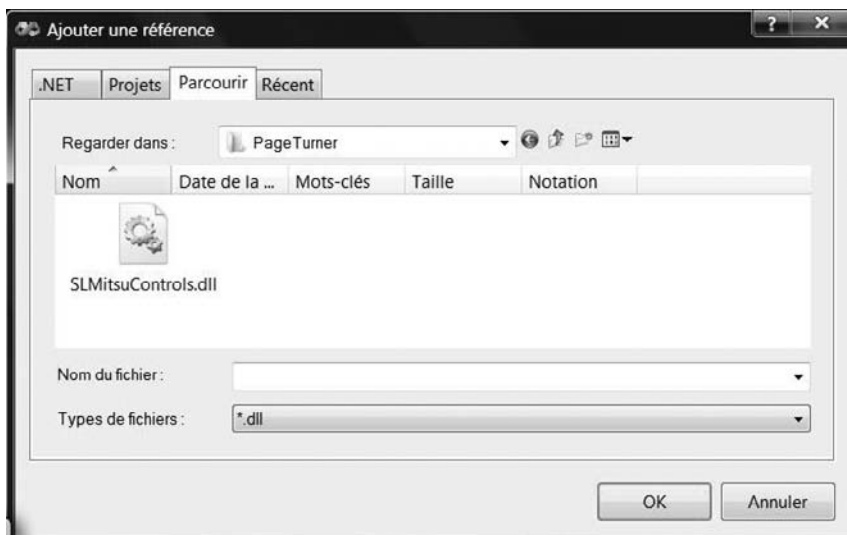 Ajouter une référence
? X
.NET Projets Parcourir Récent
Regarder dans : PageTurner
Nom Date de la ... Mots-clés Taille Notation
SLMitsuControls.dll
Nom du fichier :
Types de fichiers : *.dll
OK Annuler